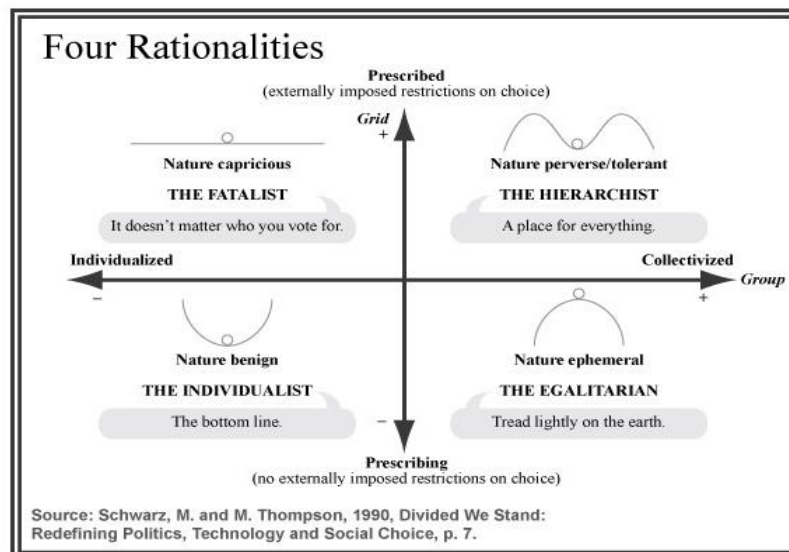 Four Rationalities
Prescribed
(externally imposed restrictions on choice)
Grid
+
Nature capricious
THE FATALIST
It doesn't matter who you vote for.
Nature perverse/tolerant
THE HIERARCHIST
A place for everything.
Individualized
–
Collectivized
Group
+
Nature benign
THE INDIVIDUALIST
The bottom line.
Nature ephemeral
THE EGALITARIAN
Tread lightly on the earth.
–
Prescribing
(no externally imposed restrictions on choice)
Source: Schwarz, M. and M. Thompson, 1990, Divided We Stand:
Redefining Politics, Technology and Social Choice, p. 7.